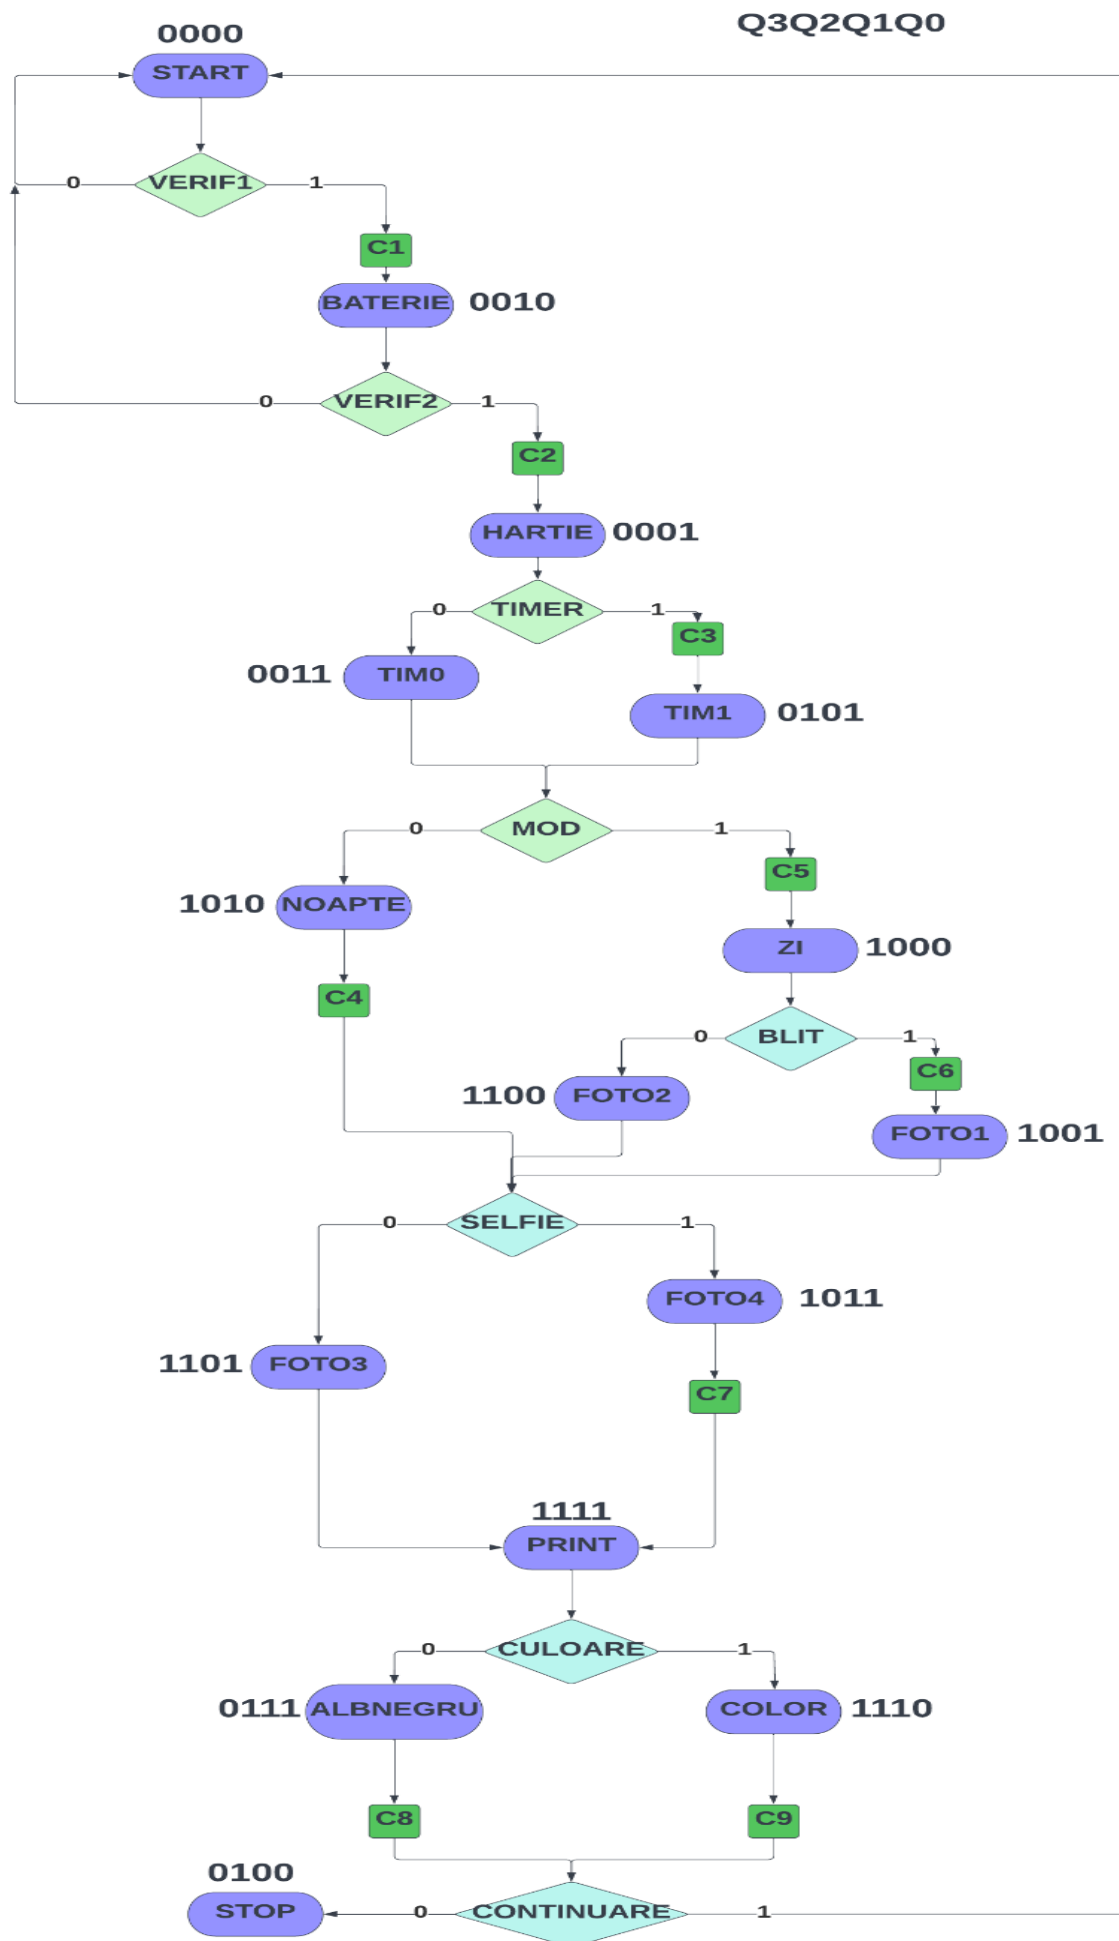 Q3Q2Q1Q0
0000
START
0
VERIF1
1
C1
BATERIE
0010
0
VERIF2
1
C2
HARTIE
0001
0
TIMER
1
C3
0011
TIM0
TIM1
0101
0
MOD
1
C5
1010
NOAPTE
ZI
1000
C4
0
BLIT
1
C6
1100
FOTO2
FOTO1
1001
0
SELFIE
1
FOTO4
1011
1101
FOTO3
C7
1111
PRINT
0
CULOARE
1
0111
ALBNEGRU
COLOR
1110
C8
C9
0100
STOP
0
CONTINUARE
1